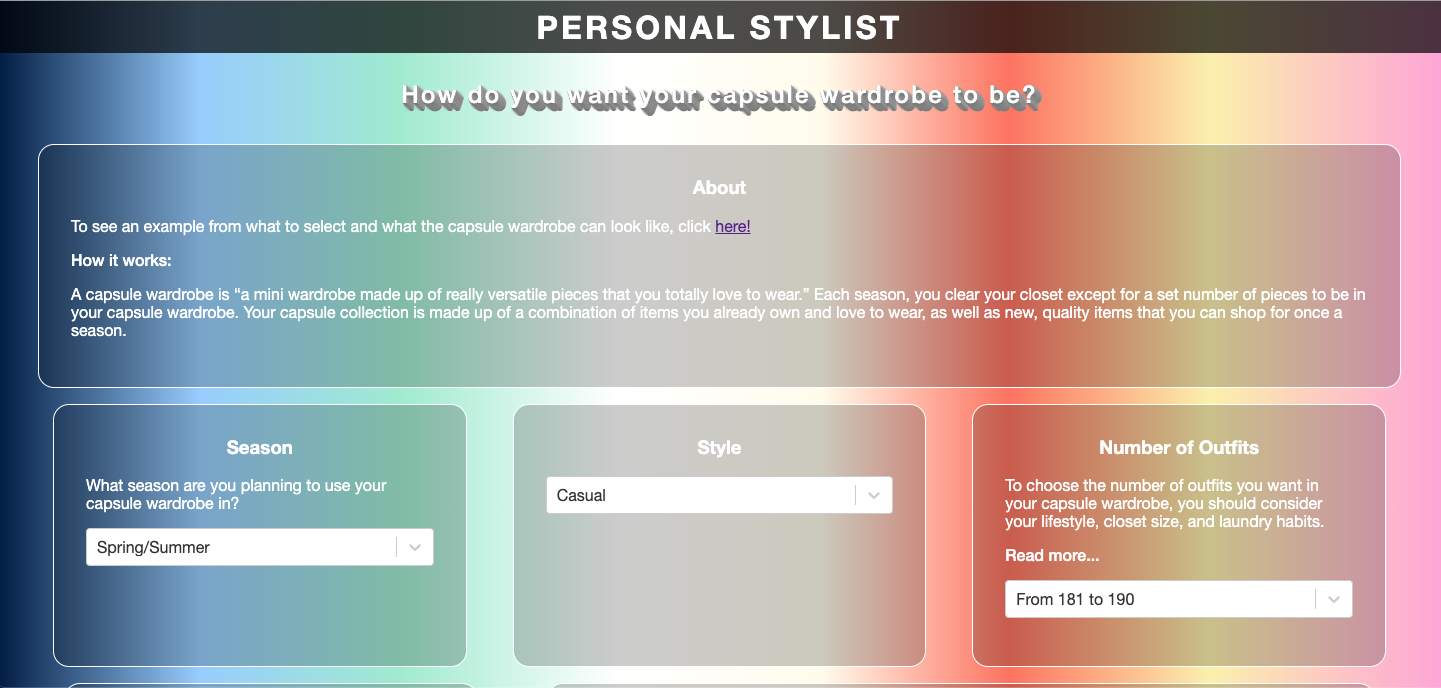 PERSONAL STYLIST
How do you want your capsule wardrobe to be?
About
To see an example from what to select and what the capsule wardrobe can look like, click here!
How it works:
A capsule wardrobe is “a mini wardrobe made up of really versatile pieces that you totally love to wear.” Each season, you clear your closet except for a set number of pieces to be in
your capsule wardrobe. Your capsule collection is made up of a combination of items you already own and love to wear, as well as new, quality items that you can shop for once a
season.
Season
What season are you planning to use your
capsule wardrobe in?
Spring/Summer
Style
Casual
Number of Outfits
To choose the number of outfits you want in
your capsule wardrobe, you should consider
your lifestyle, closet size, and laundry habits.
Read more...
From 181 to 190